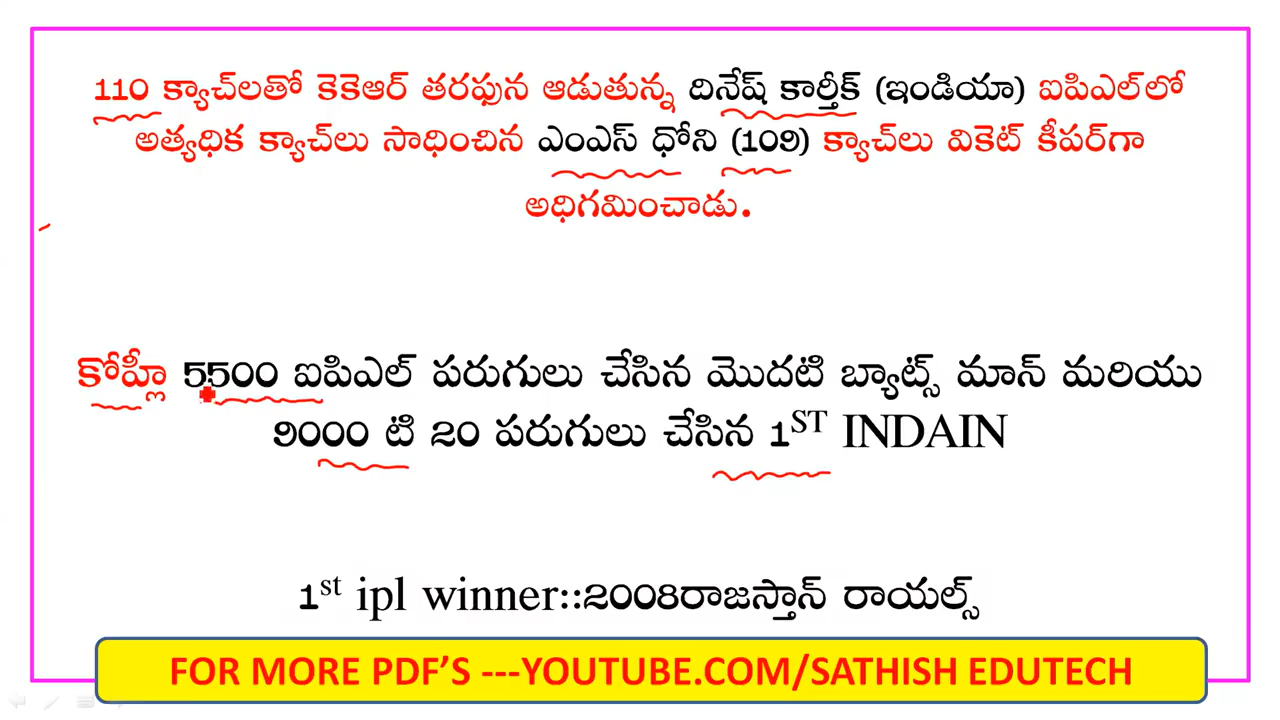 110 క్యాచ్‌లతో కెకెఆర్ తరఫున ఆడుతున్న దినేష్ కార్తీక్ (ఇండియా) ఐపిఎల్‌లో
అత్యధిక క్యాచ్‌లు సాధించిన ఎంఎస్ ధోని (109) క్యాచ్‌లు వికెట్ కీపర్‌గా
అధిగమించాడు.
కోహ్లీ 5500 ఐపిఎల్ పరుగులు చేసిన మొదటి బ్యాట్స్ మాన్ మరియు
9000 టి 20 పరుగులు చేసిన 1ST INDAIN
1st ipl winner::2008రాజస్తాన్ రాయల్స్
FOR MORE PDF’S ---YOUTUBE.COM/SATHISH EDUTECH